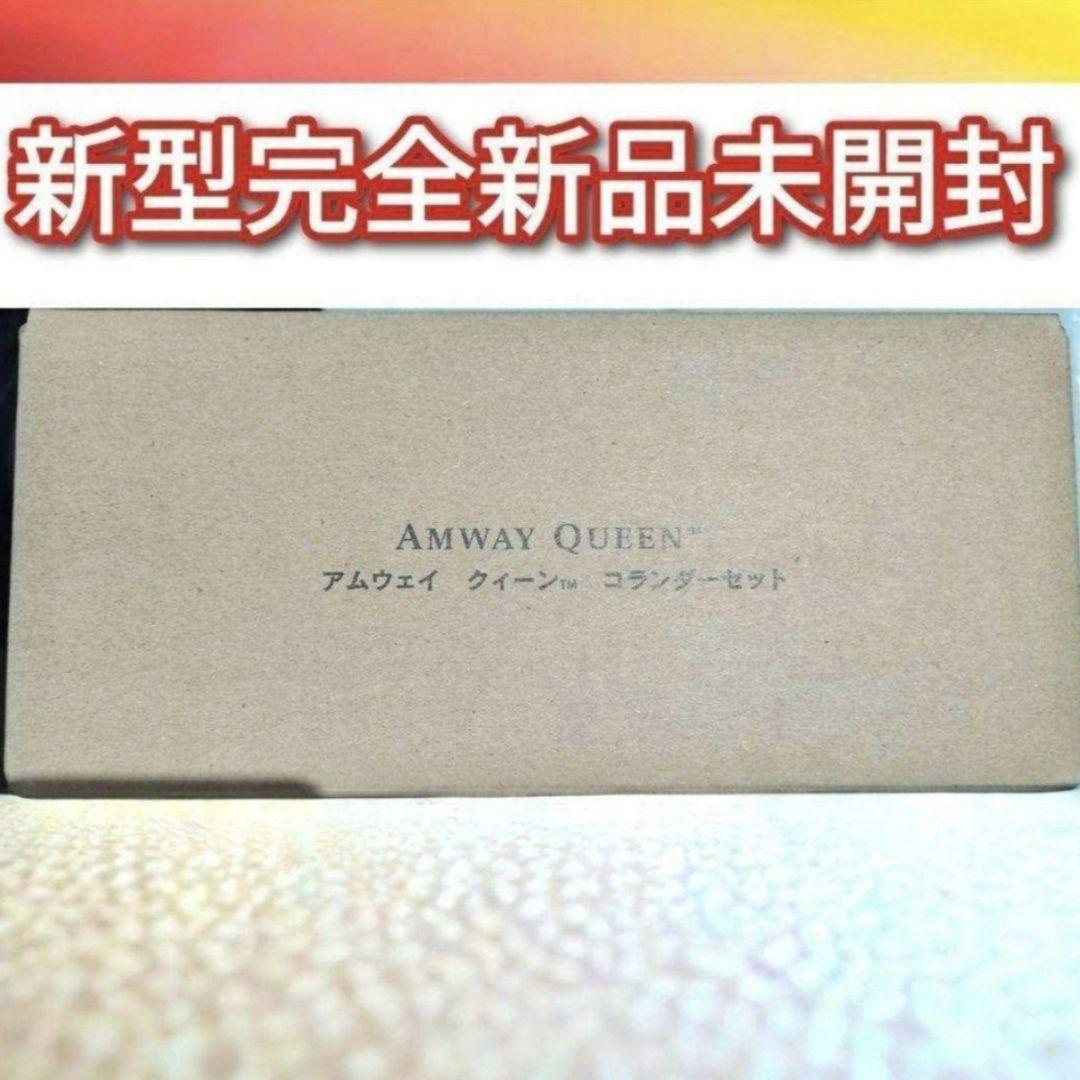 新型完全新品未開封
AMWAY QUEEN™
アムウェイ クィーン™ コランダーセット